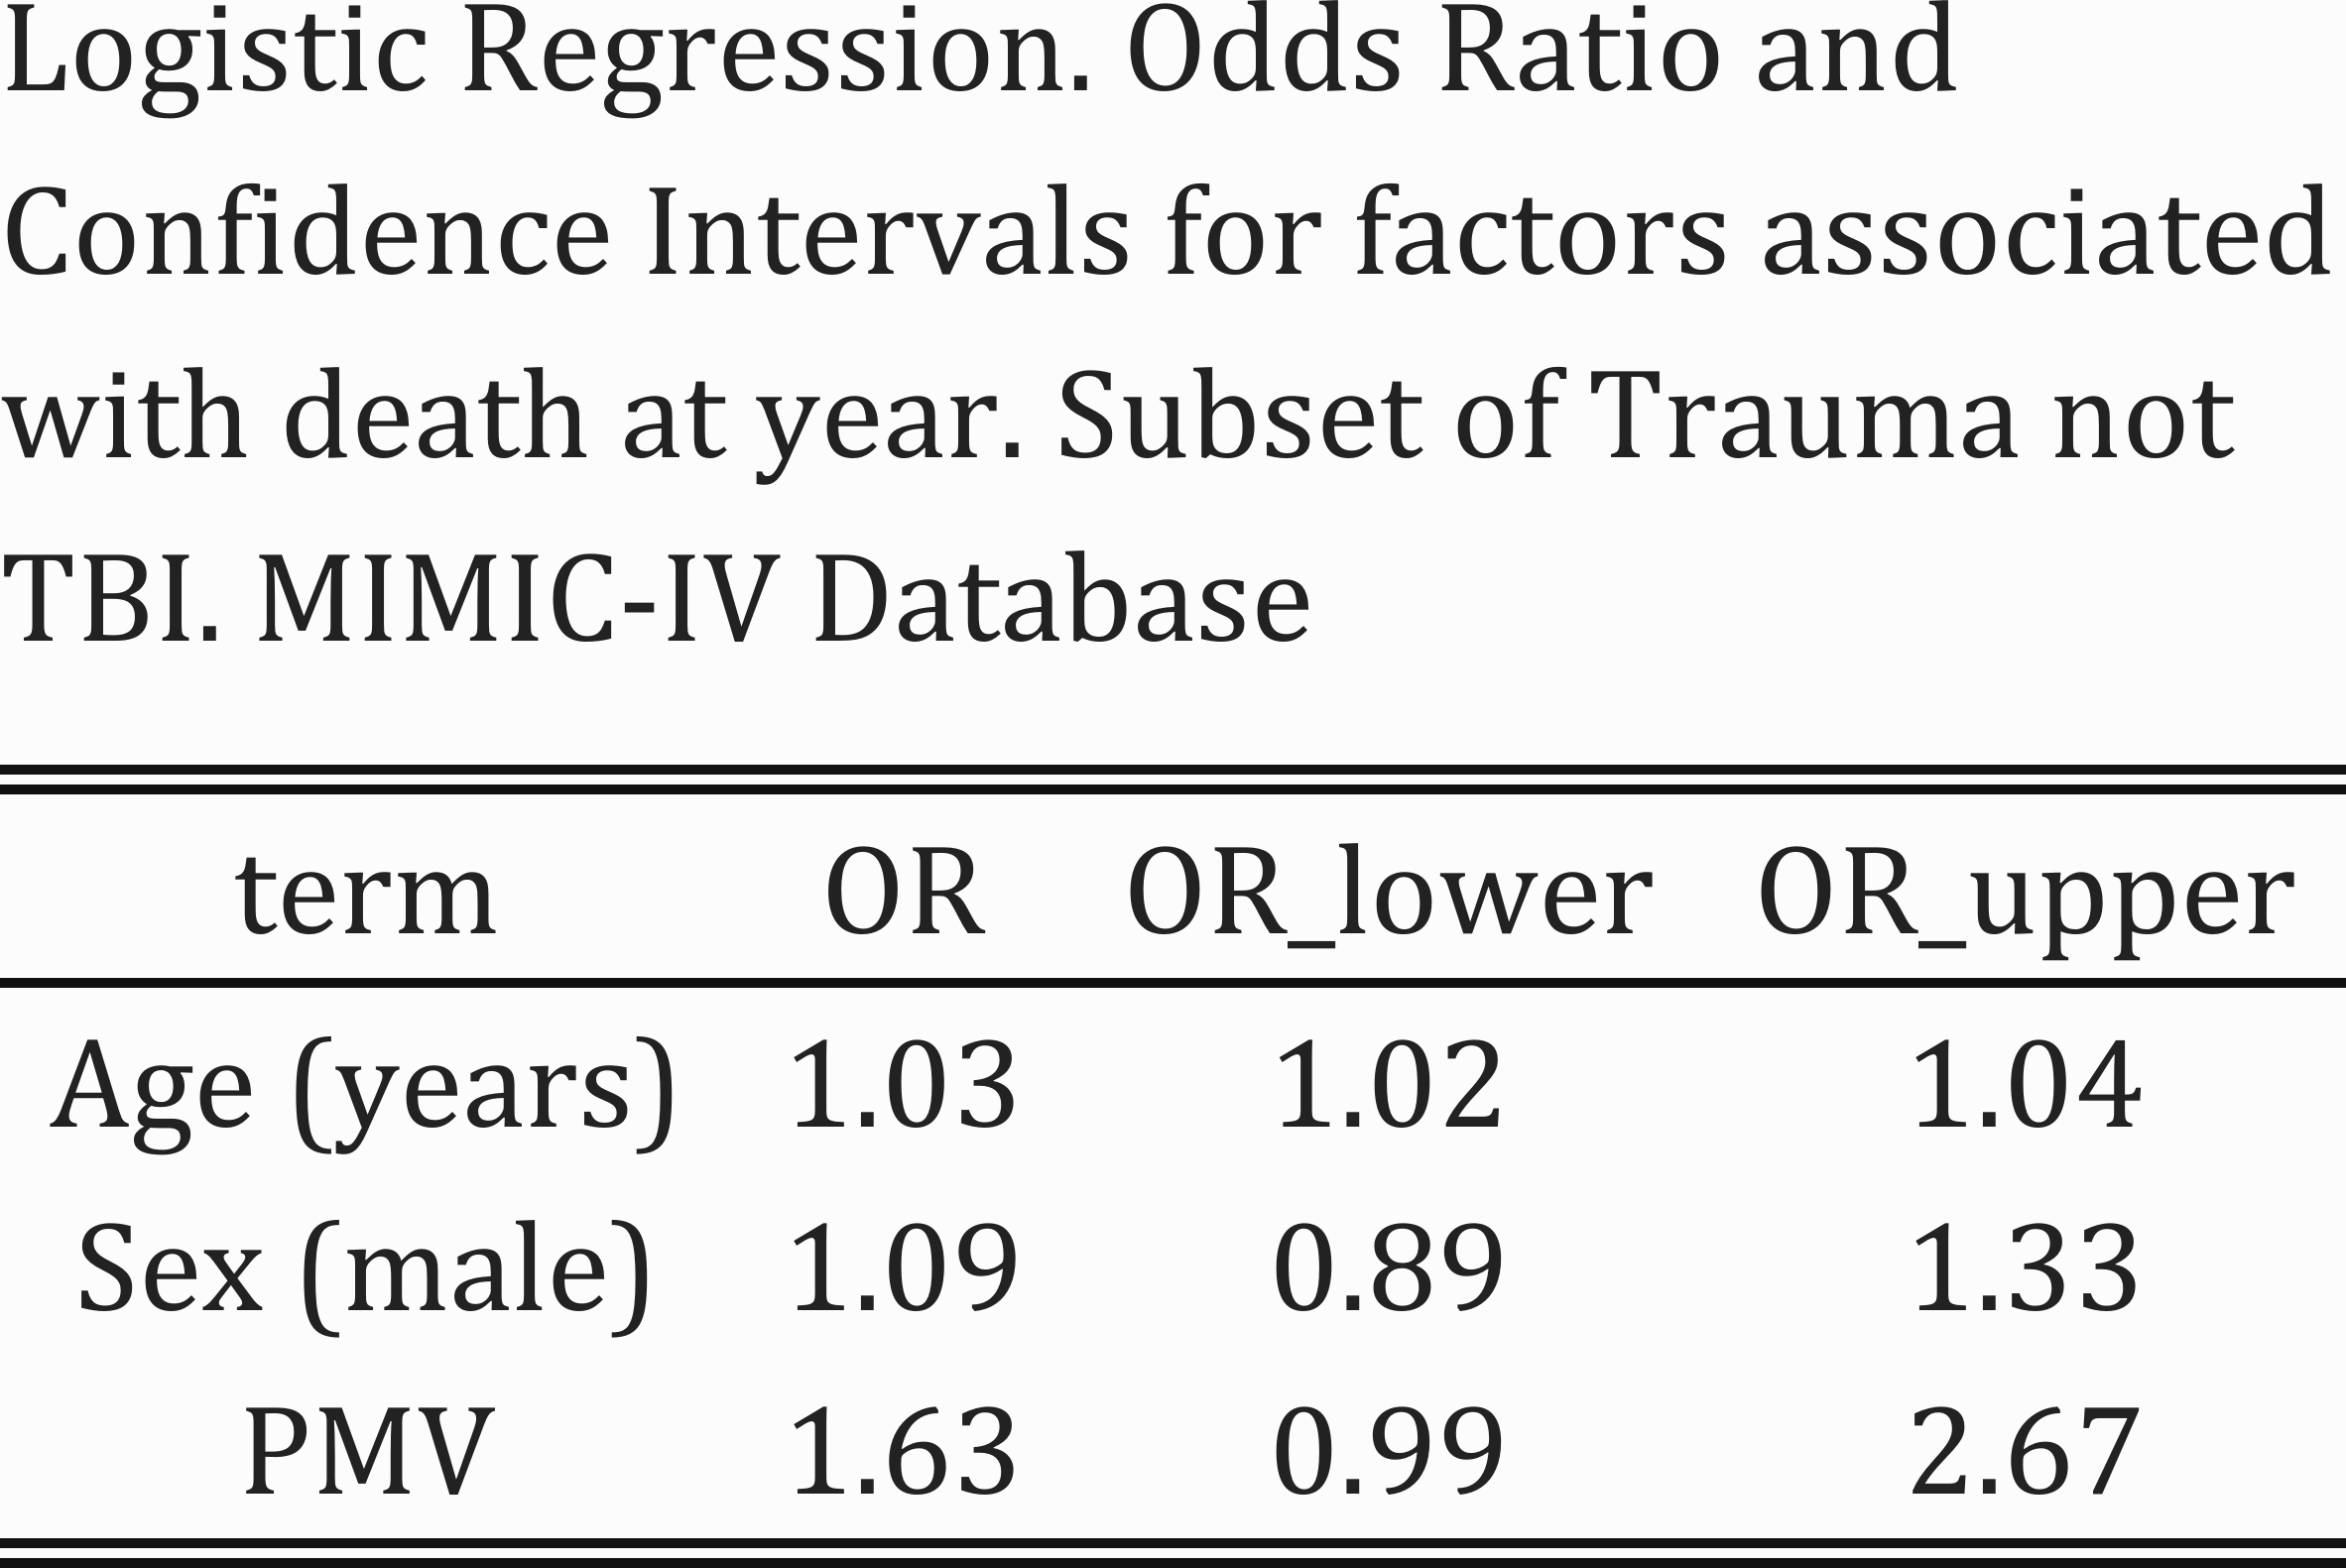 Logistic Regression. Odds Ratio and
Confidence Intervals for factors associated
with death at year. Subset of Trauma not
TBI. MIMIC-IV Database
term OR OR_lower OR_upper
Age (years) 1.03 1.02 1.04
Sex (male) 1.09 0.89 1.33
PMV 1.63 0.99 2.67